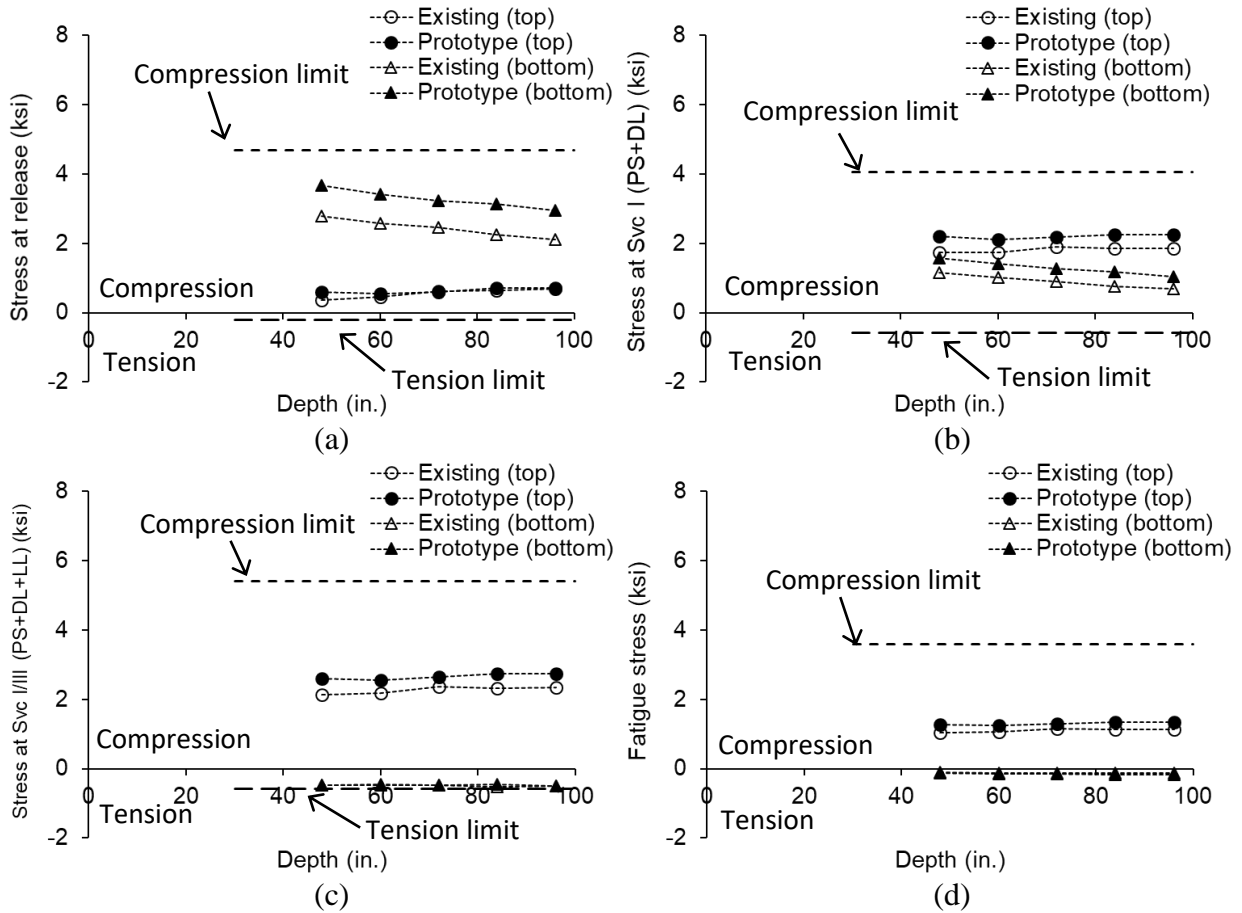 Existing (top)
Prototype (top)
Existing (bottom)
Prototype (bottom)
Compression limit
8
6
4
2
0
-2
0 20 40 60 80 100
Stress at release (ksi)
Compression
Tension
Tension limit
Depth (in.)
(a)
Existing (top)
Prototype (top)
Existing (bottom)
Prototype (bottom)
Compression limit
8
6
4
2
0
-2
0 20 40 60 80 100
Stress at Svc I (PS+DL) (ksi)
Compression
Tension
Tension limit
Depth (in.)
(b)
Existing (top)
Prototype (top)
Existing (bottom)
Prototype (bottom)
Compression limit
8
6
4
2
0
-2
0 20 40 60 80 100
Stress at Svc I/III (PS+DL+LL) (ksi)
Compression
Tension
Tension limit
Depth (in.)
(c)
Existing (top)
Prototype (top)
Existing (bottom)
Prototype (bottom)
Compression limit
8
6
4
2
0
-2
0 20 40 60 80 100
Fatigue stress (ksi)
Compression
Tension
Depth (in.)
(d)